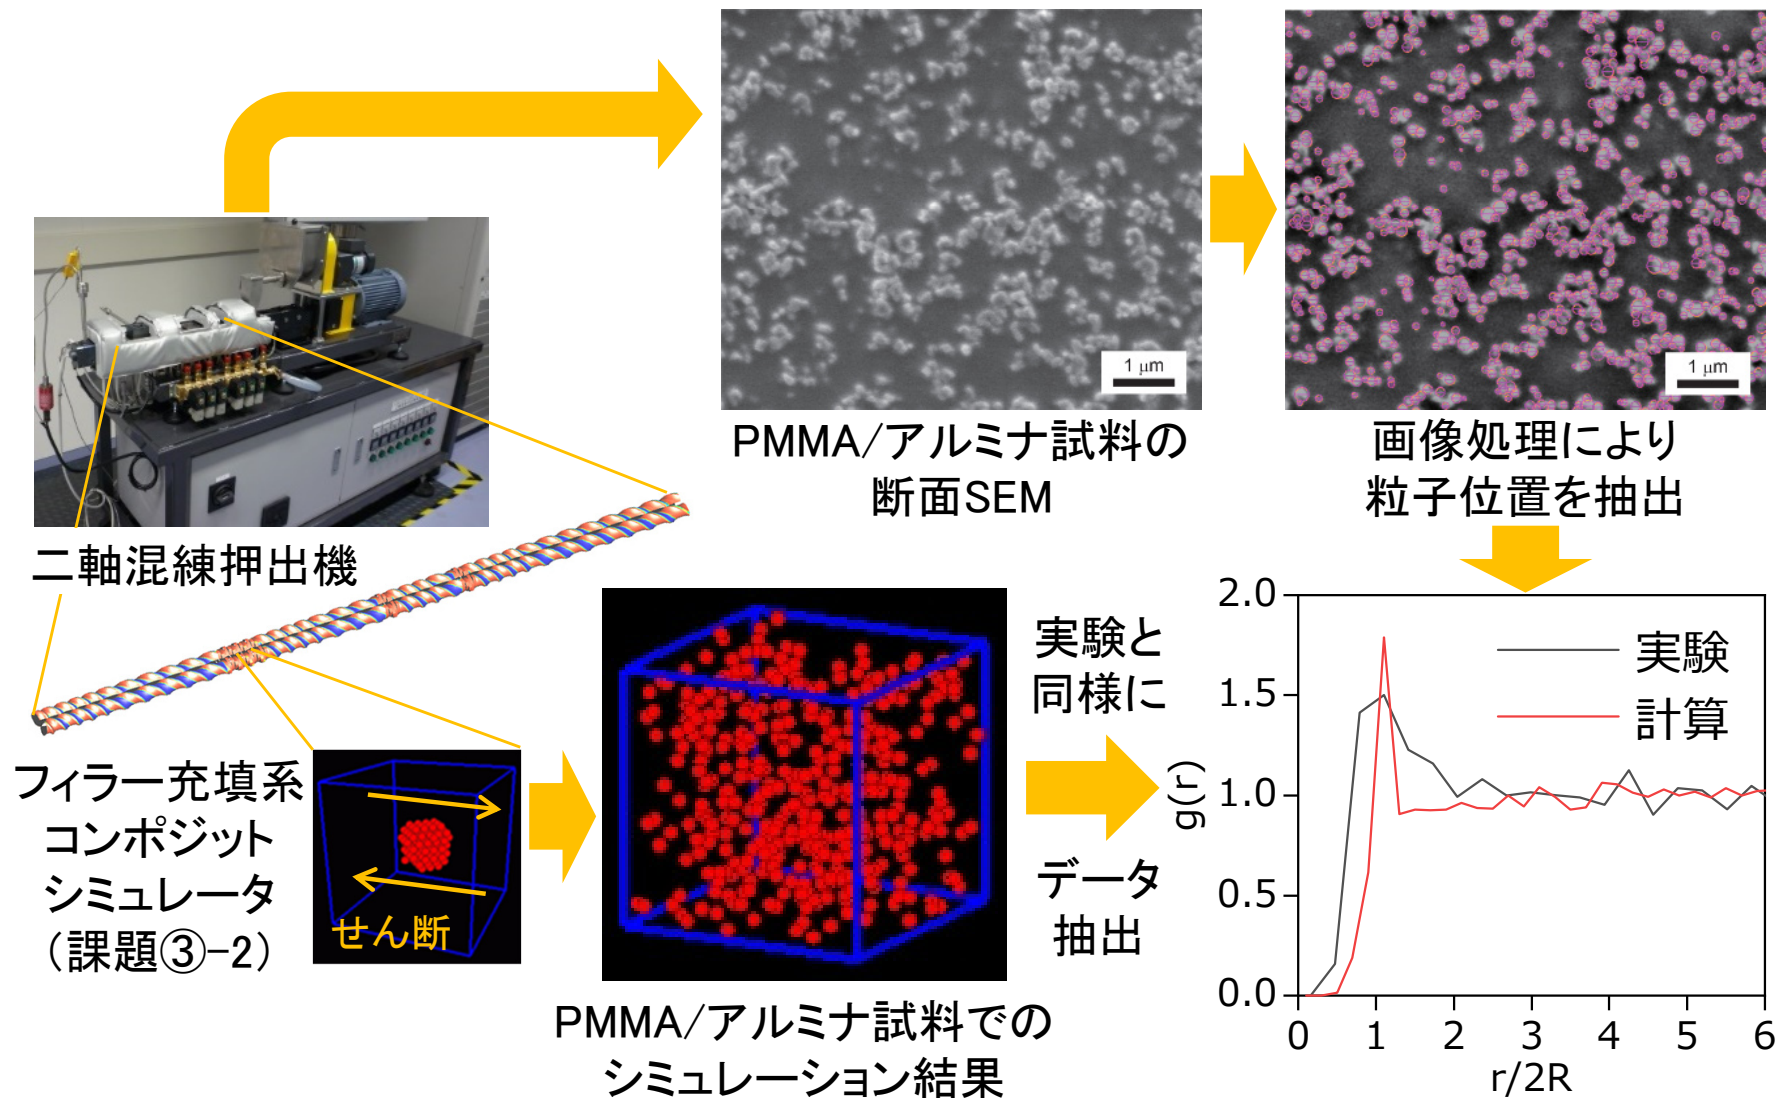 1 μm
1 μm
PMMA/アルミナ試料の
断面SEM
画像処理により
粒子位置を抽出
二軸混練押出機
フィラー充填系
コンポジット
シミュレータ
（課題③-2）
せん断
PMMA/アルミナ試料での
シミュレーション結果
実験と
同様に
データ
抽出
2.0
1.5
1.0
0.5
0.0
g(r)
実験
計算
0 1 2 3 4 5 6
r/2R